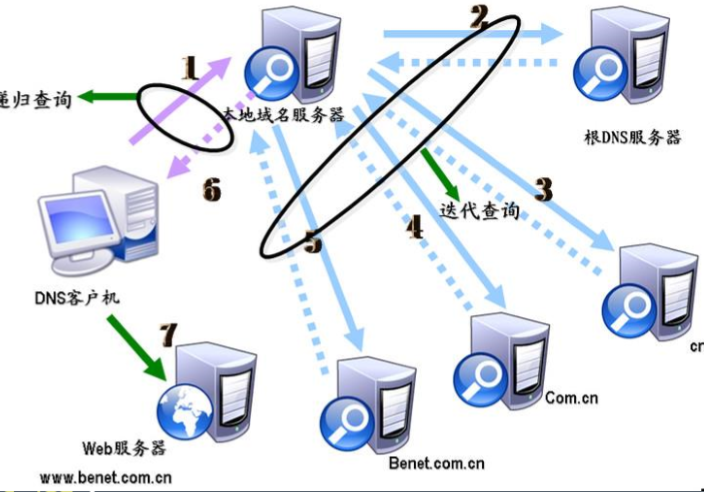 1
2
递归查询
本地域名服务器
根DNS服务器
6
迭代查询
3
4
5
DNS客户机
7
cn
Com.cn
Web服务器
Benet.com.cn
www.benet.com.cn